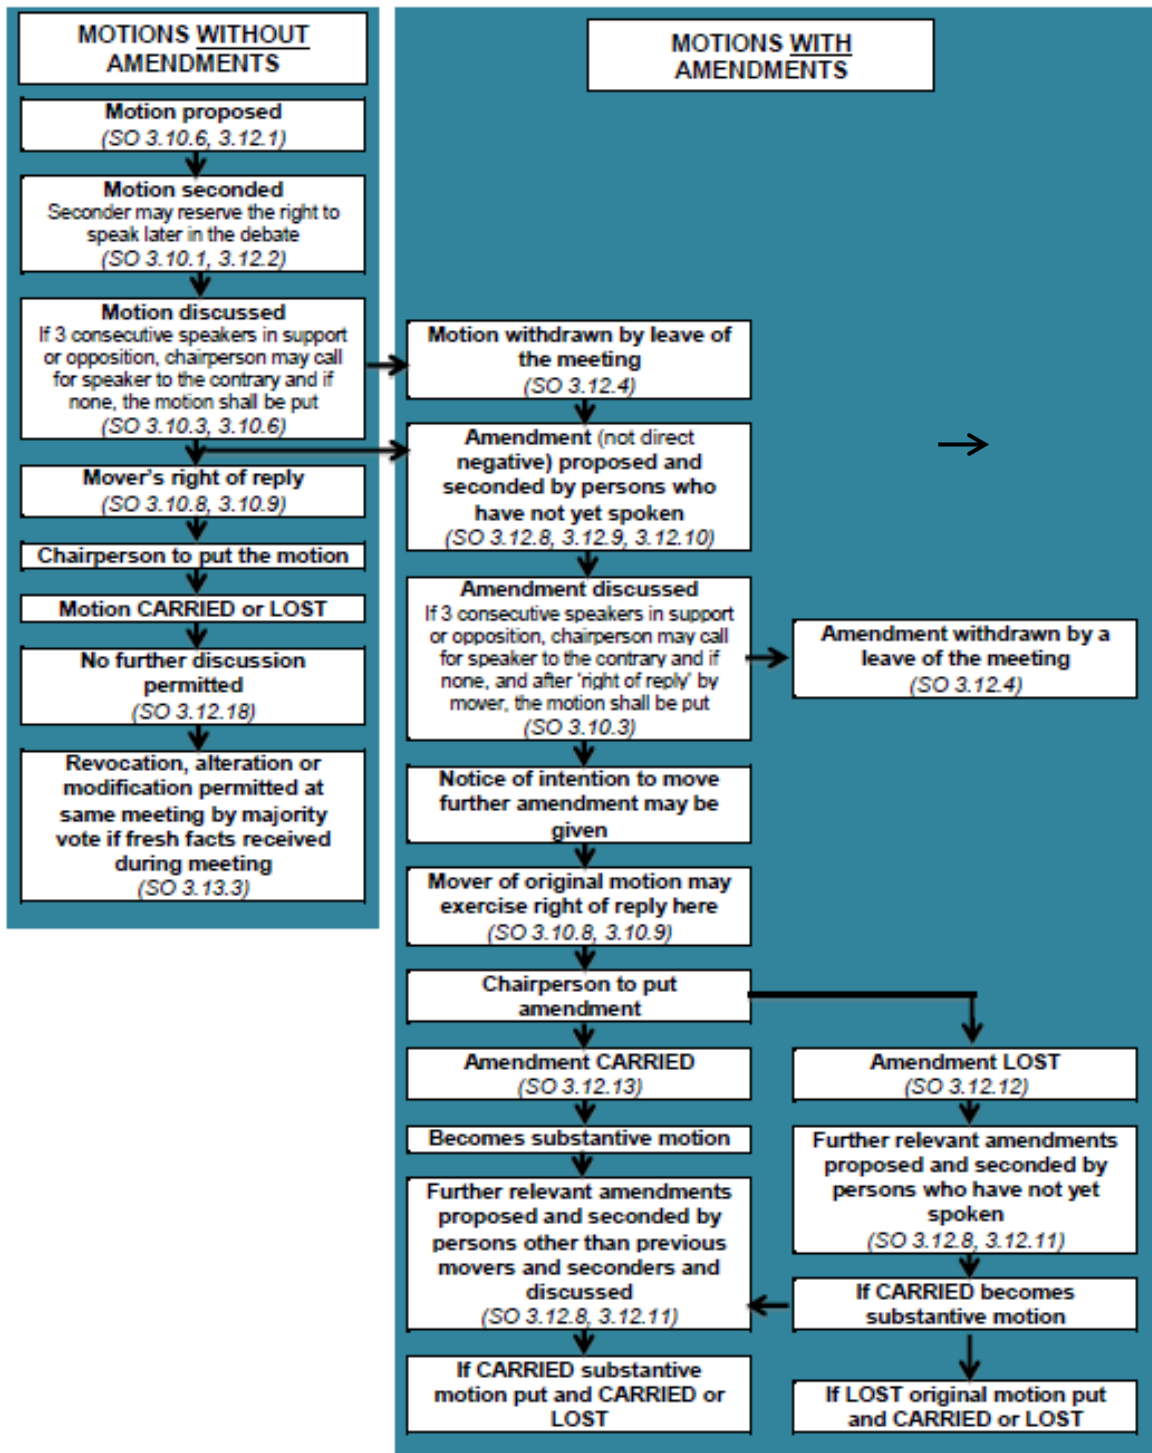 MOTIONS WITHOUT
AMENDMENTS
Motion proposed
(SO 3.10.6, 3.12.1)
Motion seconded
Seconder may reserve the right to
speak later in the debate
(SO 3.10.1, 3.12.2)
Motion discussed
If 3 consecutive speakers in support
or opposition, chairperson may call
for speaker to the contrary and if
none, the motion shall be put
(SO 3.10.3, 3.10.6)
Mover's right of reply
(SO 3.10.8, 3.10.9)
Chairperson to put the motion
Motion CARRIED or LOST
No further discussion
permitted
(SO 3.12.18)
Revocation, alteration or
modification permitted at
same meeting by majority
vote if fresh facts received
during meeting
(SO 3.13.3)
MOTIONS WITH
AMENDMENTS
Motion withdrawn by leave of
the meeting
(SO 3.12.4)
Amendment (not direct
negative) proposed and
seconded by persons who
have not yet spoken
(SO 3.12.8, 3.12.9, 3.12.10)
Amendment discussed
If 3 consecutive speakers in support
or opposition, chairperson may call
for speaker to the contrary and if
none, and after 'right of reply' by
mover, the motion shall be put
(SO 3.10.3)
Amendment withdrawn by a
leave of the meeting
(SO 3.12.4)
Notice of intention to move
further amendment may be
given
Mover of original motion may
exercise right of reply here
(SO 3.10.8, 3.10.9)
Chairperson to put
amendment
Amendment CARRIED
(SO 3.12.13)
Becomes substantive motion
Further relevant amendments
proposed and seconded by
persons other than previous
movers and seconders and
discussed
(SO 3.12.8, 3.12.11)
If CARRIED substantive
motion put and CARRIED or
LOST
Amendment LOST
(SO 3.12.12)
Further relevant amendments
proposed and seconded by
persons who have not yet
spoken
(SO 3.12.8, 3.12.11)
If CARRIED becomes
substantive motion
If LOST original motion put
and CARRIED or LOST